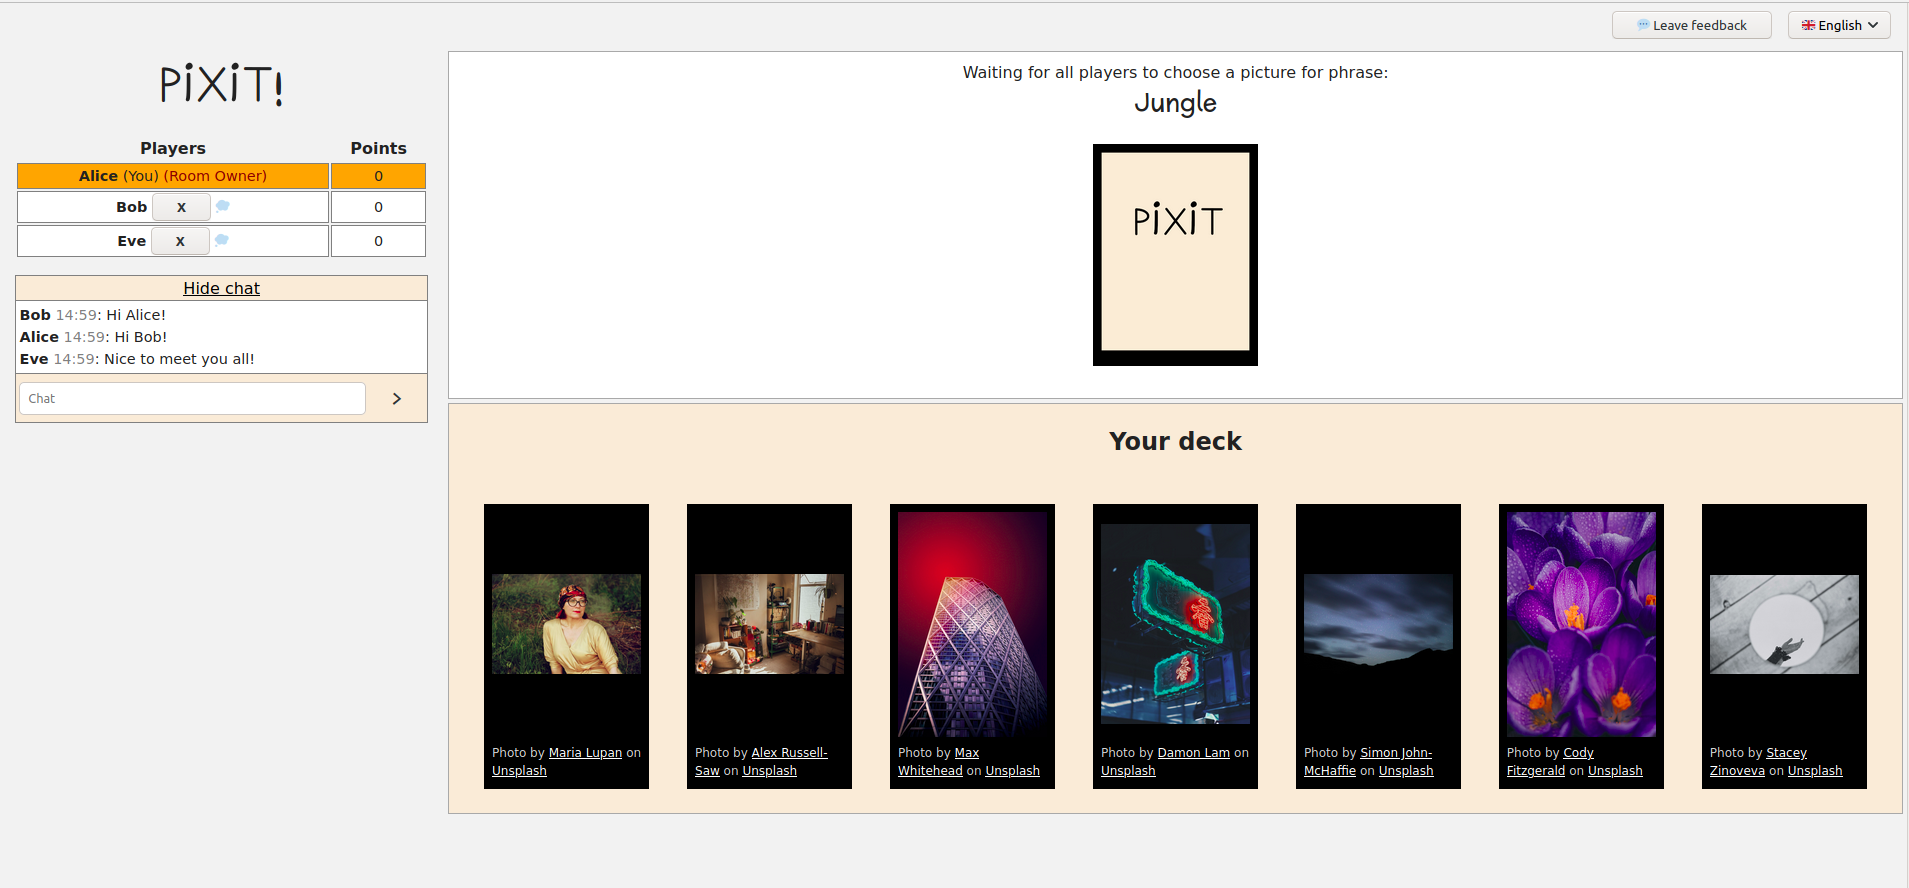 Leave feedback
English
PiXiT!
Players Points
Alice (You) (Room Owner) 0
Bob X 0
Eve X 0
Hide chat
Bob 14:59: Hi Alice!
Alice 14:59: Hi Bob!
Eve 14:59: Nice to meet you all!
Chat
Waiting for all players to choose a picture for phrase:
Jungle
PiXiT
Your deck
Photo by Maria Lupan on
Unsplash
Photo by Alex Russell-
Saw on Unsplash
Photo by Max
Whitehead on Unsplash
Photo by Damon Lam on
Unsplash
Photo by Simon John-
McHaffie on Unsplash
Photo by Cody
Fitzgerald on Unsplash
Photo by Stacey
Zinoveva on Unsplash